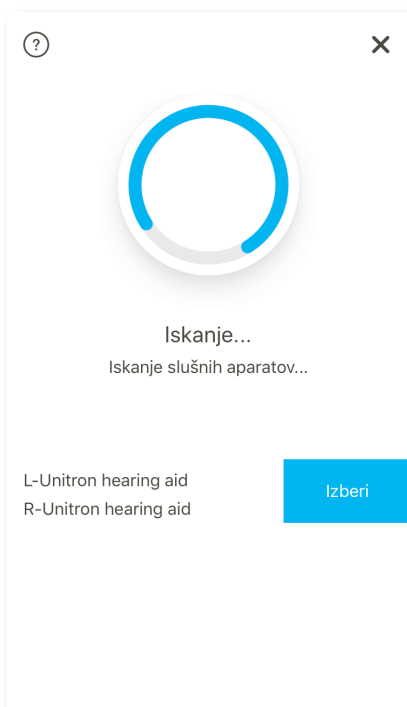 ?
Iskanje...
Iskanje slušnih aparatov...
L-Unitron hearing aid
R-Unitron hearing aid
Izberi